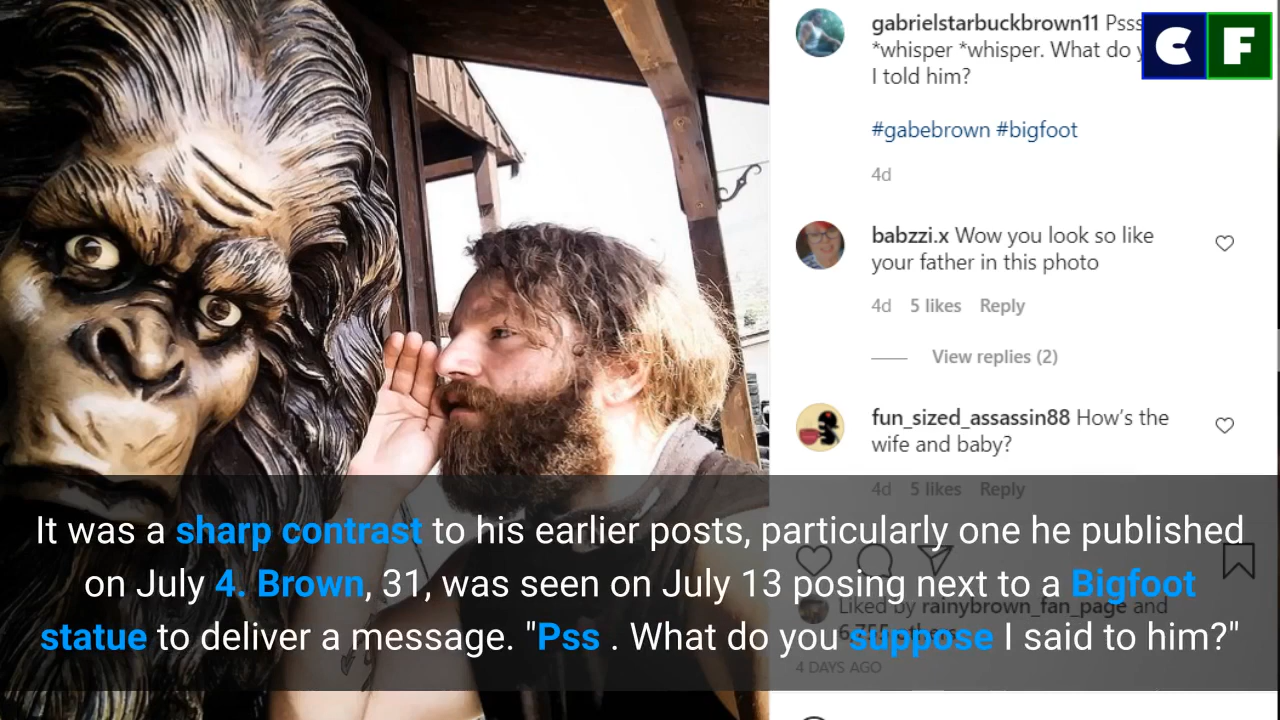 gabrielstarbuckbrown11 Psss
*whisper *whisper. What do y
I told him?
#gabebrown #bigfoot
4d
CF
babzzi.x Wow you look so like
your father in this photo
4d 5 likes Reply
View replies (2)
fun_sized_assassin88 How's the
wife and baby?
4d 5 likes Reply
It was a sharp contrast to his earlier posts, particularly one he published
on July 4. Brown, 31, was seen on July 13 posing next to a Bigfoot
statue to deliver a message. "Pss . What do you suppose I said to him?"
Liked by rainybrown_fan_page and
4 DAYS AGO